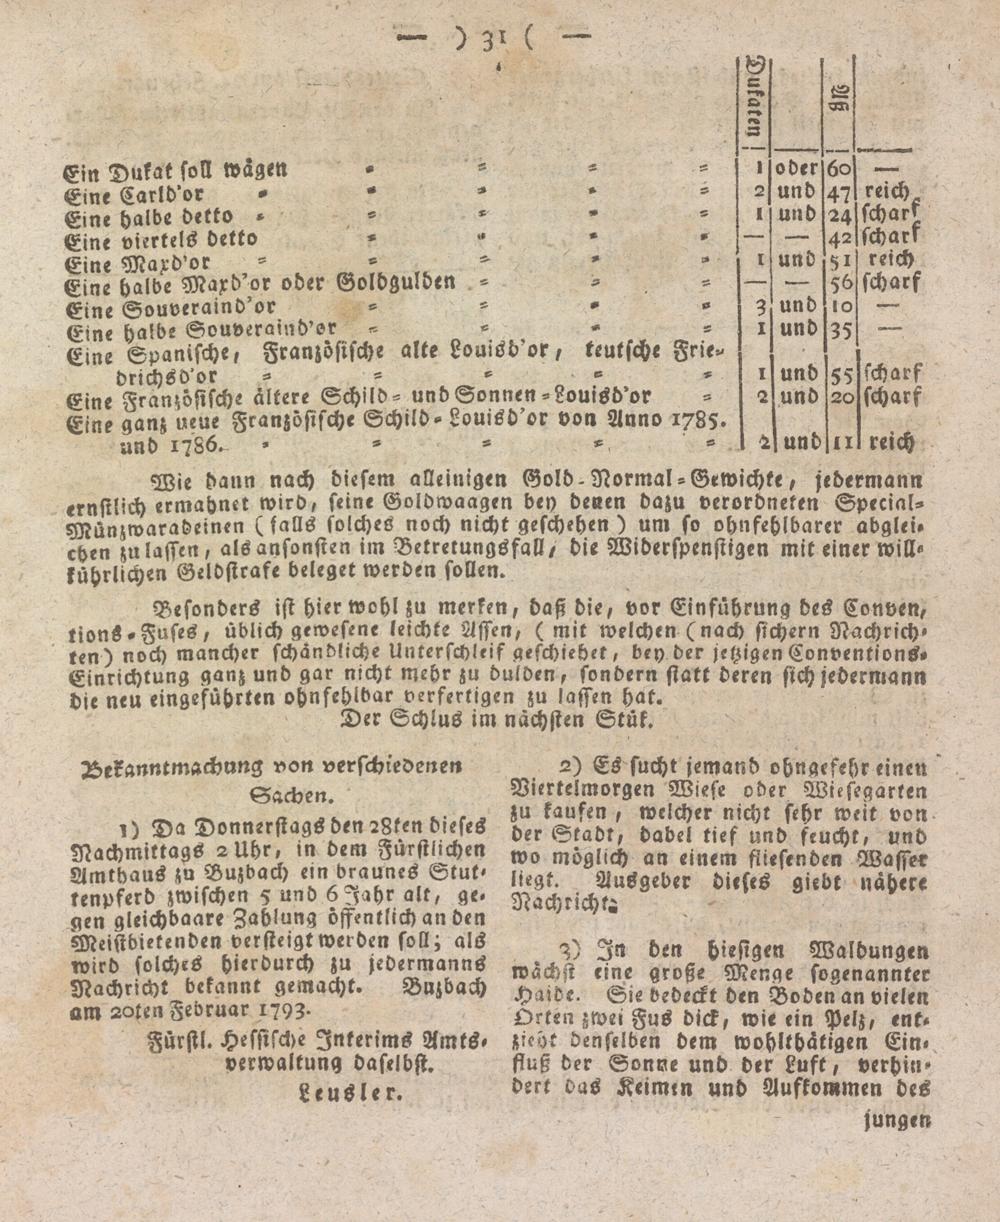 — ) 31 ( —
Dukaten Aß
Ein Dukat soll wägen = = = = 1 oder 60 —
Eine Carld'or = = = = = 2 und 47 reich
Eine halbe detto = = = = = 1 und 24 scharf
Eine viertels detto = = = = — — 42 scharf
Eine Maxd'or = = = = = 1 und 51 reich
Eine halbe Maxd'or oder Goldgulden = = = — — 56 scharf
Eine Souveraind'or = = = = 3 und 10 —
Eine halbe Souveraind'or = = = = 1 und 35 —
Eine Spanische, Französische alte Louisd'or, teutsche Frie=
drichsd'or = = = = = 1 und 55 scharf
Eine Französische ältere Schild= und Sonnen=Louisd'or = 2 und 20 scharf
Eine ganz neue Französische Schild=Louisd'or von Anno 1785.
und 1786. = = = = = 2 und 11 reich
Wie dann nach diesem alleinigen Gold=Normal=Gewichte, jedermann
ernstlich ermahnet wird, seine Goldwaagen bey denen dazu verordneten Special=
Münzwaradeinen (falls solches noch nicht geschehen) um so ohnfehlbarer abglei=
chen zu lassen, als ansonsten im Betretungsfall, die Widerspenstigen mit einer will=
kührlichen Geldstrafe beleget werden sollen.
Besonders ist hier wohl zu merken, daß die, vor Einführung des Conven,
tions=Fuses, üblich gewesene leichte Assen, (mit welchen (nach sichern Nachrich=
ten) noch mancher schändliche Unterschleif geschiehet, bey der jetzigen Conventions=
Einrichtung ganz und gar nicht mehr zu dulden, sondern statt deren sich jedermann
die neu eingeführten ohnfehlbar verfertigen zu lassen hat.
Der Schlus im nächsten Stük.
Bekanntmachung von verschiedenen
Sachen.
1) Da Donnerstags den 28ten dieses
Nachmittags 2 Uhr, in dem Fürstlichen
Amthaus zu Buzbach ein braunes Stut=
tenpferd zwischen 5 und 6 Jahr alt, ge=
gen gleichbaare Zahlung öffentlich an den
Meistbietenden versteigt werden soll; als
wird solches hierdurch zu jedermanns
Nachricht bekannt gemacht. Buzbach
am 20ten Februar 1793.
Fürstl. Hessische Interims Amts=
verwaltung daselbst.
Leusler.
2) Es sucht jemand ohngefehr einen
Viertelmorgen Wiese oder Wiesegarten
zu kaufen, welcher nicht sehr weit von
der Stadt, dabei tief und feucht, und
wo möglich an einem fliesenden Wasser
liegt. Ausgeber dieses giebt nähere
Nachricht.
3) In den hiesigen Waldungen
wächst eine große Menge sogenannter
Haide. Sie bedeckt den Boden an vielen
Orten zwei Fus dick, wie ein Pelz, ent=
zieht denselben dem wohlthätigen Ein=
fluß der Sonne und der Luft, verhin=
dert das Keimen und Aufkommen des
jungen